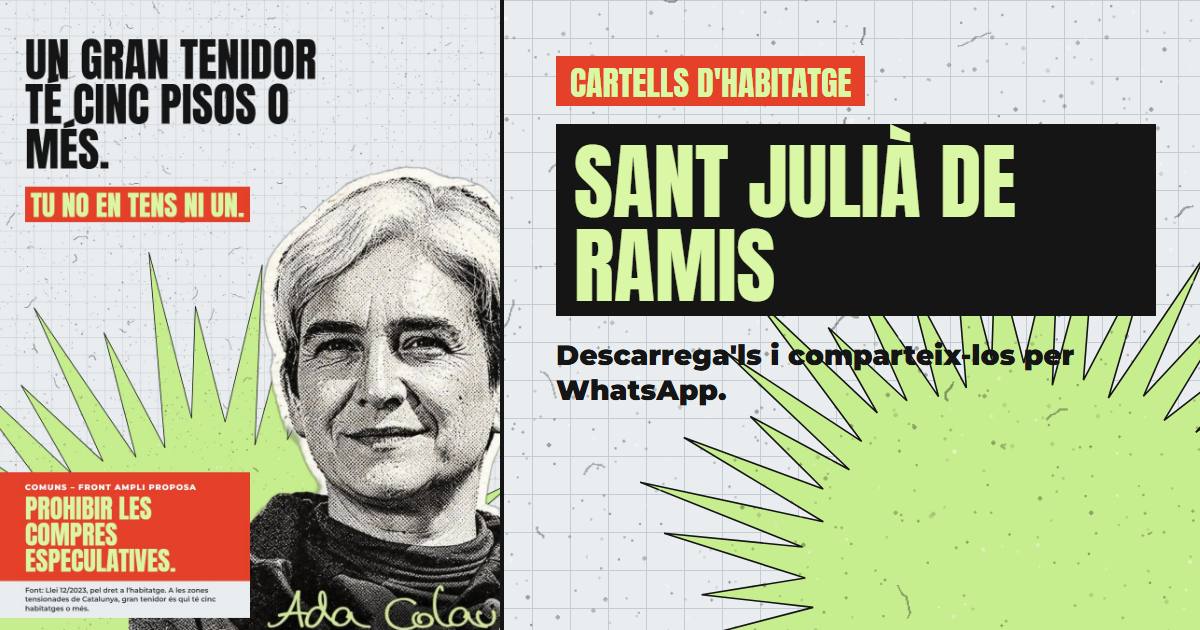 UN GRAN TENIDOR
TÉ CINC PISOS O
MÉS.
TU NO EN TENS NI UN.
COMUNS – FRONT AMPLI PROPOSA
PROHIBIR LES
COMPRES
ESPECULATIVES.
Font: Llei 12/2023, pel dret a l'habitatge. A les zones
tensionades de Catalunya, gran tenidor és qui té cinc
habitatges o més.
Ada Colau
CARTELLS D'HABITATGE
SANT JULIÀ DE
RAMIS
Descarrega'ls i comparteix-los per
WhatsApp.